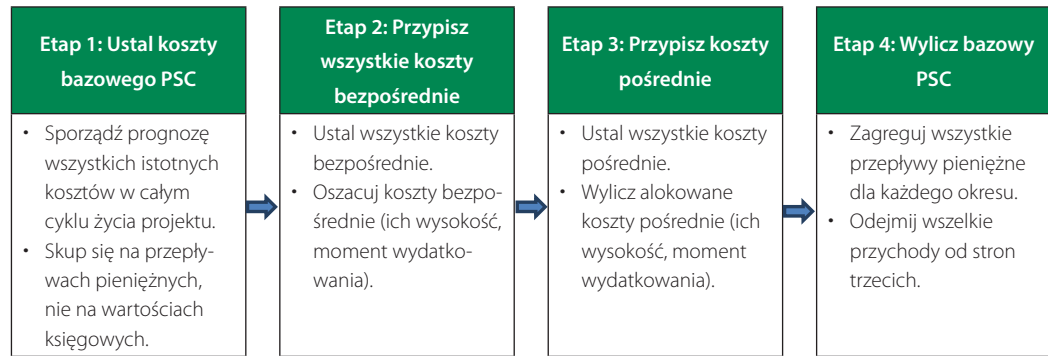 Etap 1: Ustal koszty
bazowego PSC
• Sporządź prognozę
wszystkich istotnych
kosztów w całym
cyklu życia projektu.
• Skup się na przepły-
wach pieniężnych,
nie na wartościach
księgowych.
Etap 2: Przypisz
wszystkie koszty
bezpośrednie
• Ustal wszystkie koszty
bezpośrednie.
• Oszacuj koszty bezpo-
średnie (ich wysokość,
moment wydatko-
wania).
Etap 3: Przypisz koszty
pośrednie
• Ustal wszystkie koszty
pośrednie.
• Wylicz alokowane
koszty pośrednie (ich
wysokość, moment
wydatkowania).
Etap 4: Wylicz bazowy
PSC
• Zagreguj wszystkie
przepływy pieniężne
dla każdego okresu.
• Odejmij wszelkie
przychody od stron
trzecich.